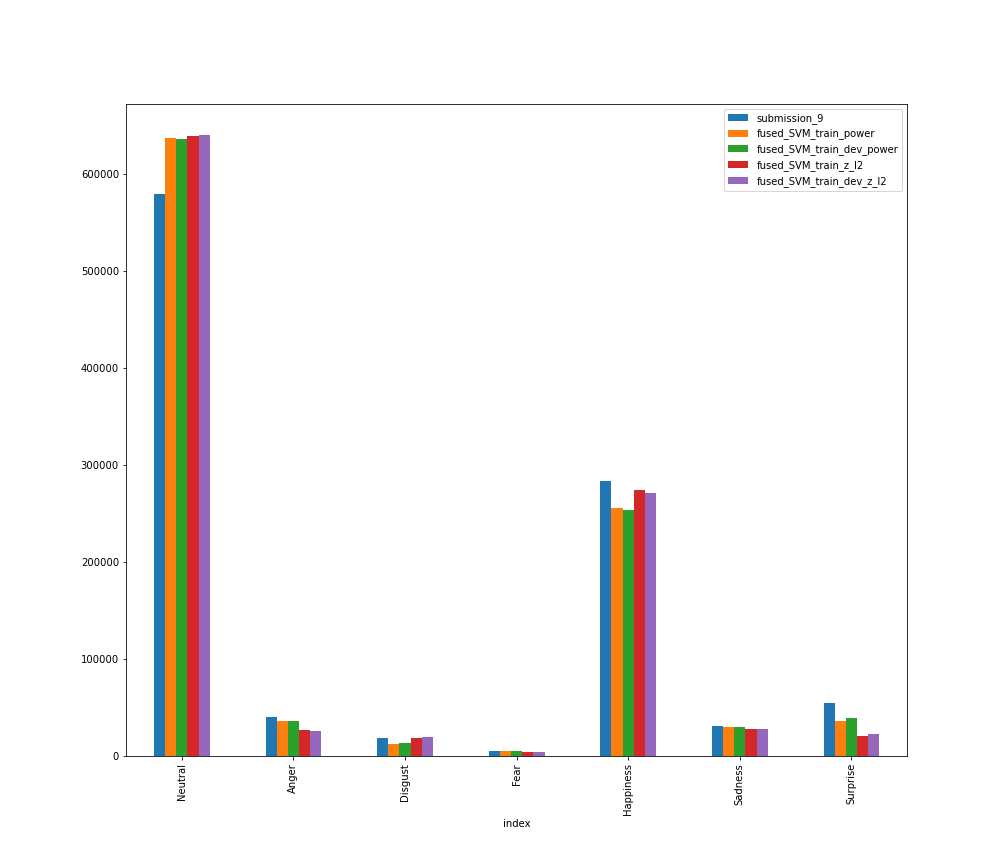 submission_9
fused_SVM_train_power
fused_SVM_train_dev_power
fused_SVM_train_z_l2
fused_SVM_train_dev_z_l2
600000
500000
400000
300000
200000
100000
0
Neutral
Anger
Disgust
Fear
Happiness
Sadness
Surprise
index